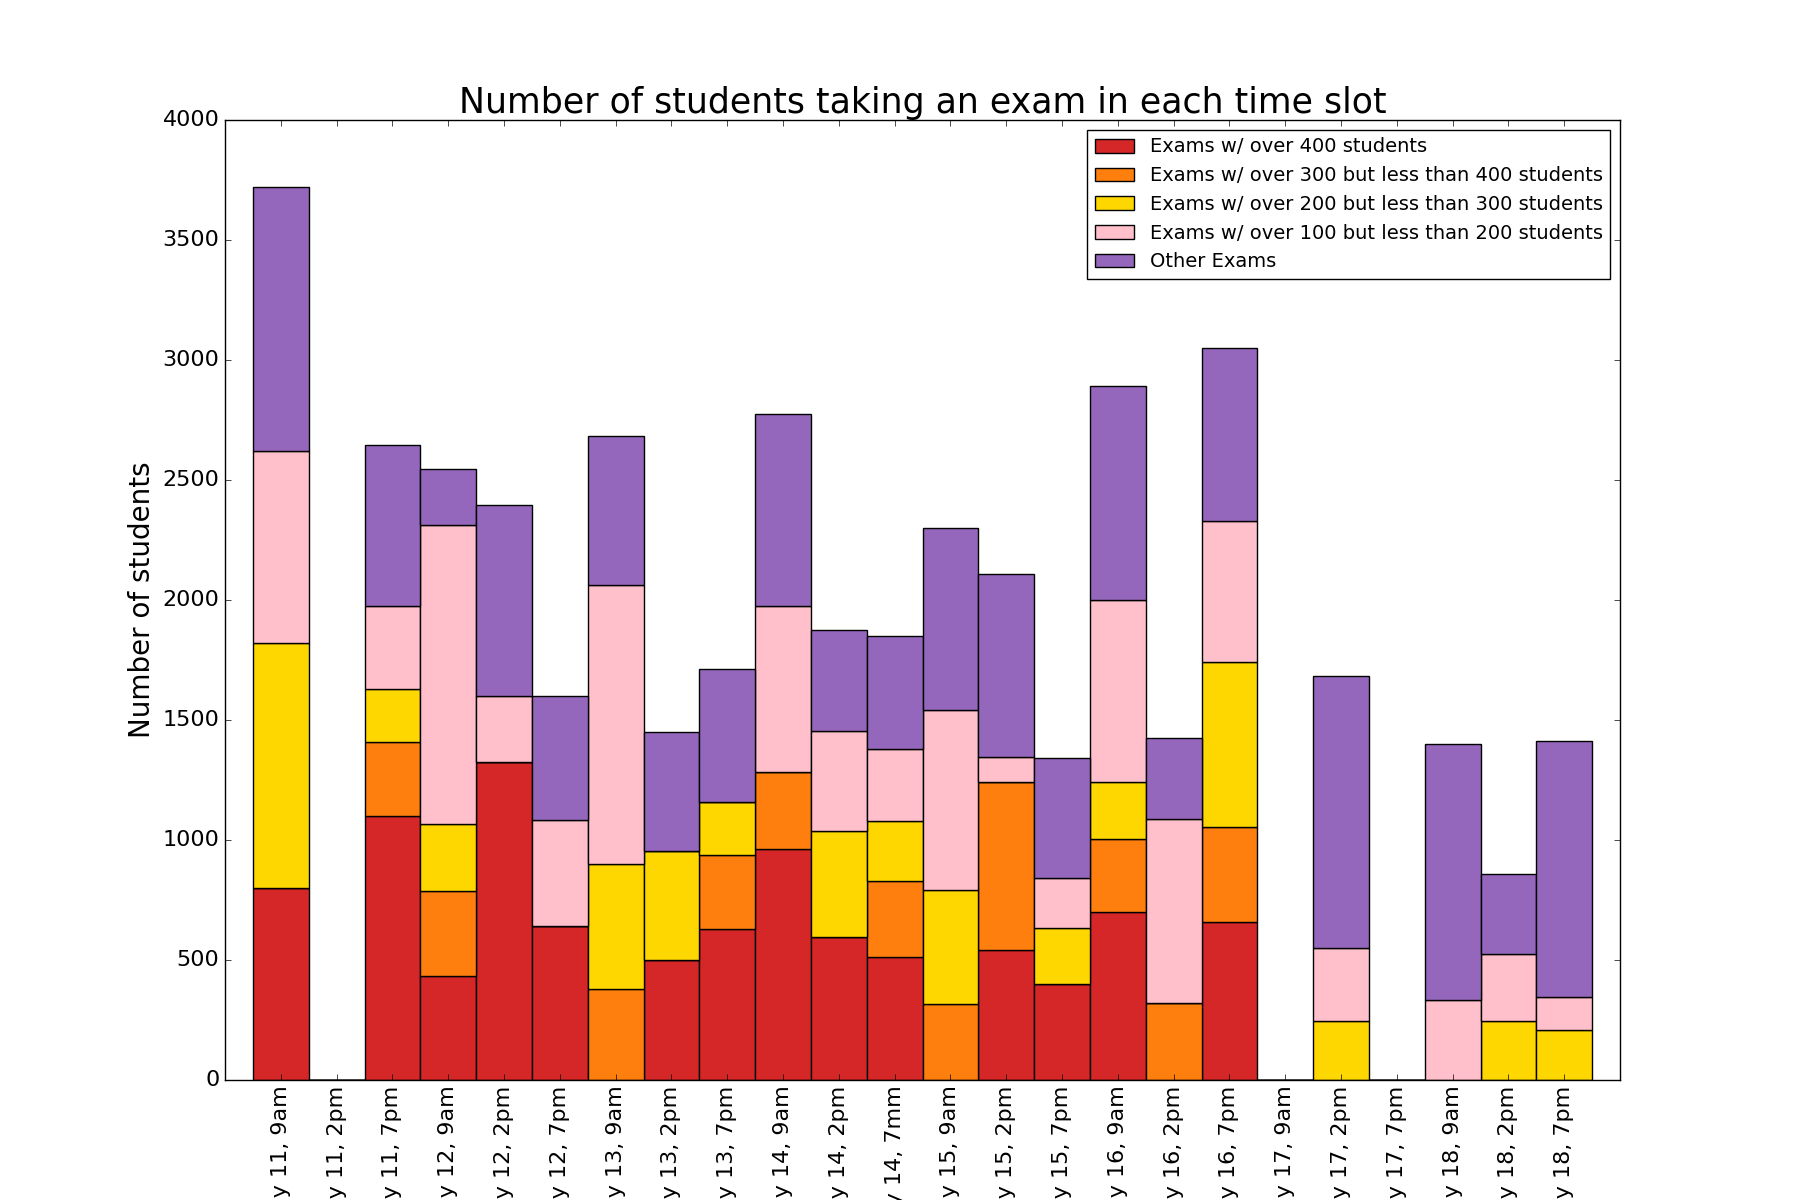 Number of students taking an exam in each time slot
Exams w/ over 400 students
Exams w/ over 300 but less than 400 students
Exams w/ over 200 but less than 300 students
Exams w/ over 100 but less than 200 students
Other Exams
Number of students
4000
3500
3000
2500
2000
1500
1000
500
0
y 11, 9am
y 11, 2pm
y 11, 7pm
y 12, 9am
y 12, 2pm
y 12, 7pm
y 13, 9am
y 13, 2pm
y 13, 7pm
y 14, 9am
y 14, 2pm
y 14, 7mm
y 15, 9am
y 15, 2pm
y 15, 7pm
y 16, 9am
y 16, 2pm
y 16, 7pm
y 17, 9am
y 17, 2pm
y 17, 7pm
y 18, 9am
y 18, 2pm
y 18, 7pm